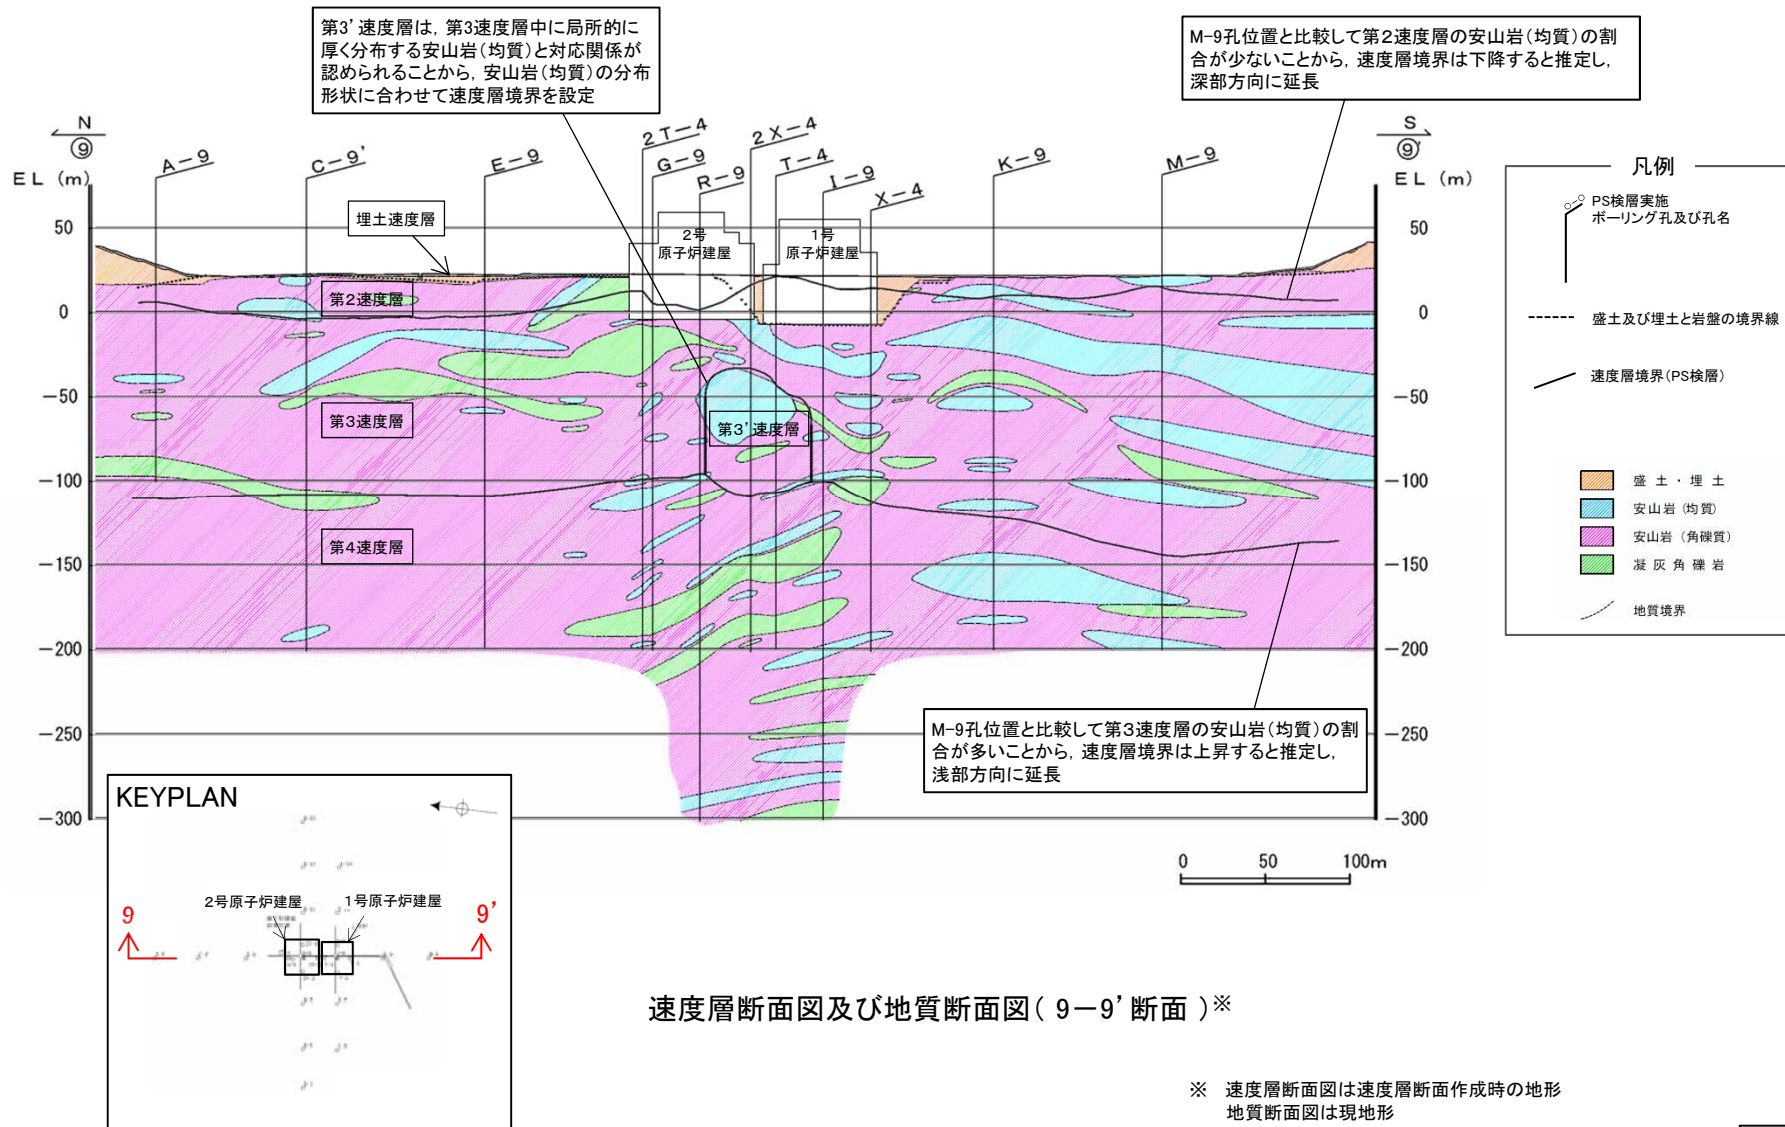 第3’速度層は，第3速度層中に局所的に
厚く分布する安山岩（均質）と対応関係が
認められることから，安山岩（均質）の分布
形状に合わせて速度層境界を設定
M-9孔位置と比較して第2速度層の安山岩（均質）の割
合が少ないことから，速度層境界は下降すると推定し，
深部方向に延長
N
⑨
S
⑨'
EL (m)
A-9
C-9'
E-9
2T-4
G-9
R-9
2X-4
T-4
I-9
X-4
K-9
M-9
EL (m)
50
0
-50
-100
-150
-200
-250
-300
50
0
-50
-100
-150
-200
-250
-300
埋土速度層
2号
原子炉建屋
1号
原子炉建屋
第2速度層
第3速度層
第3’速度層
第4速度層
M-9孔位置と比較して第3速度層の安山岩（均質）の割
合が多いことから，速度層境界は上昇すると推定し，
浅部方向に延長
凡例
PS検層実施
ボーリング孔及び孔名
盛土及び埋土と岩盤の境界線
速度層境界（PS検層）
盛土・埋土
安山岩（均質）
安山岩（角礫質）
凝灰角礫岩
地質境界
0 50 100m
KEYPLAN
2号原子炉建屋
1号原子炉建屋
9
9’
速度層断面図及び地質断面図（9－9’断面）※
※ 速度層断面図は速度層断面作成時の地形
地質断面図は現地形